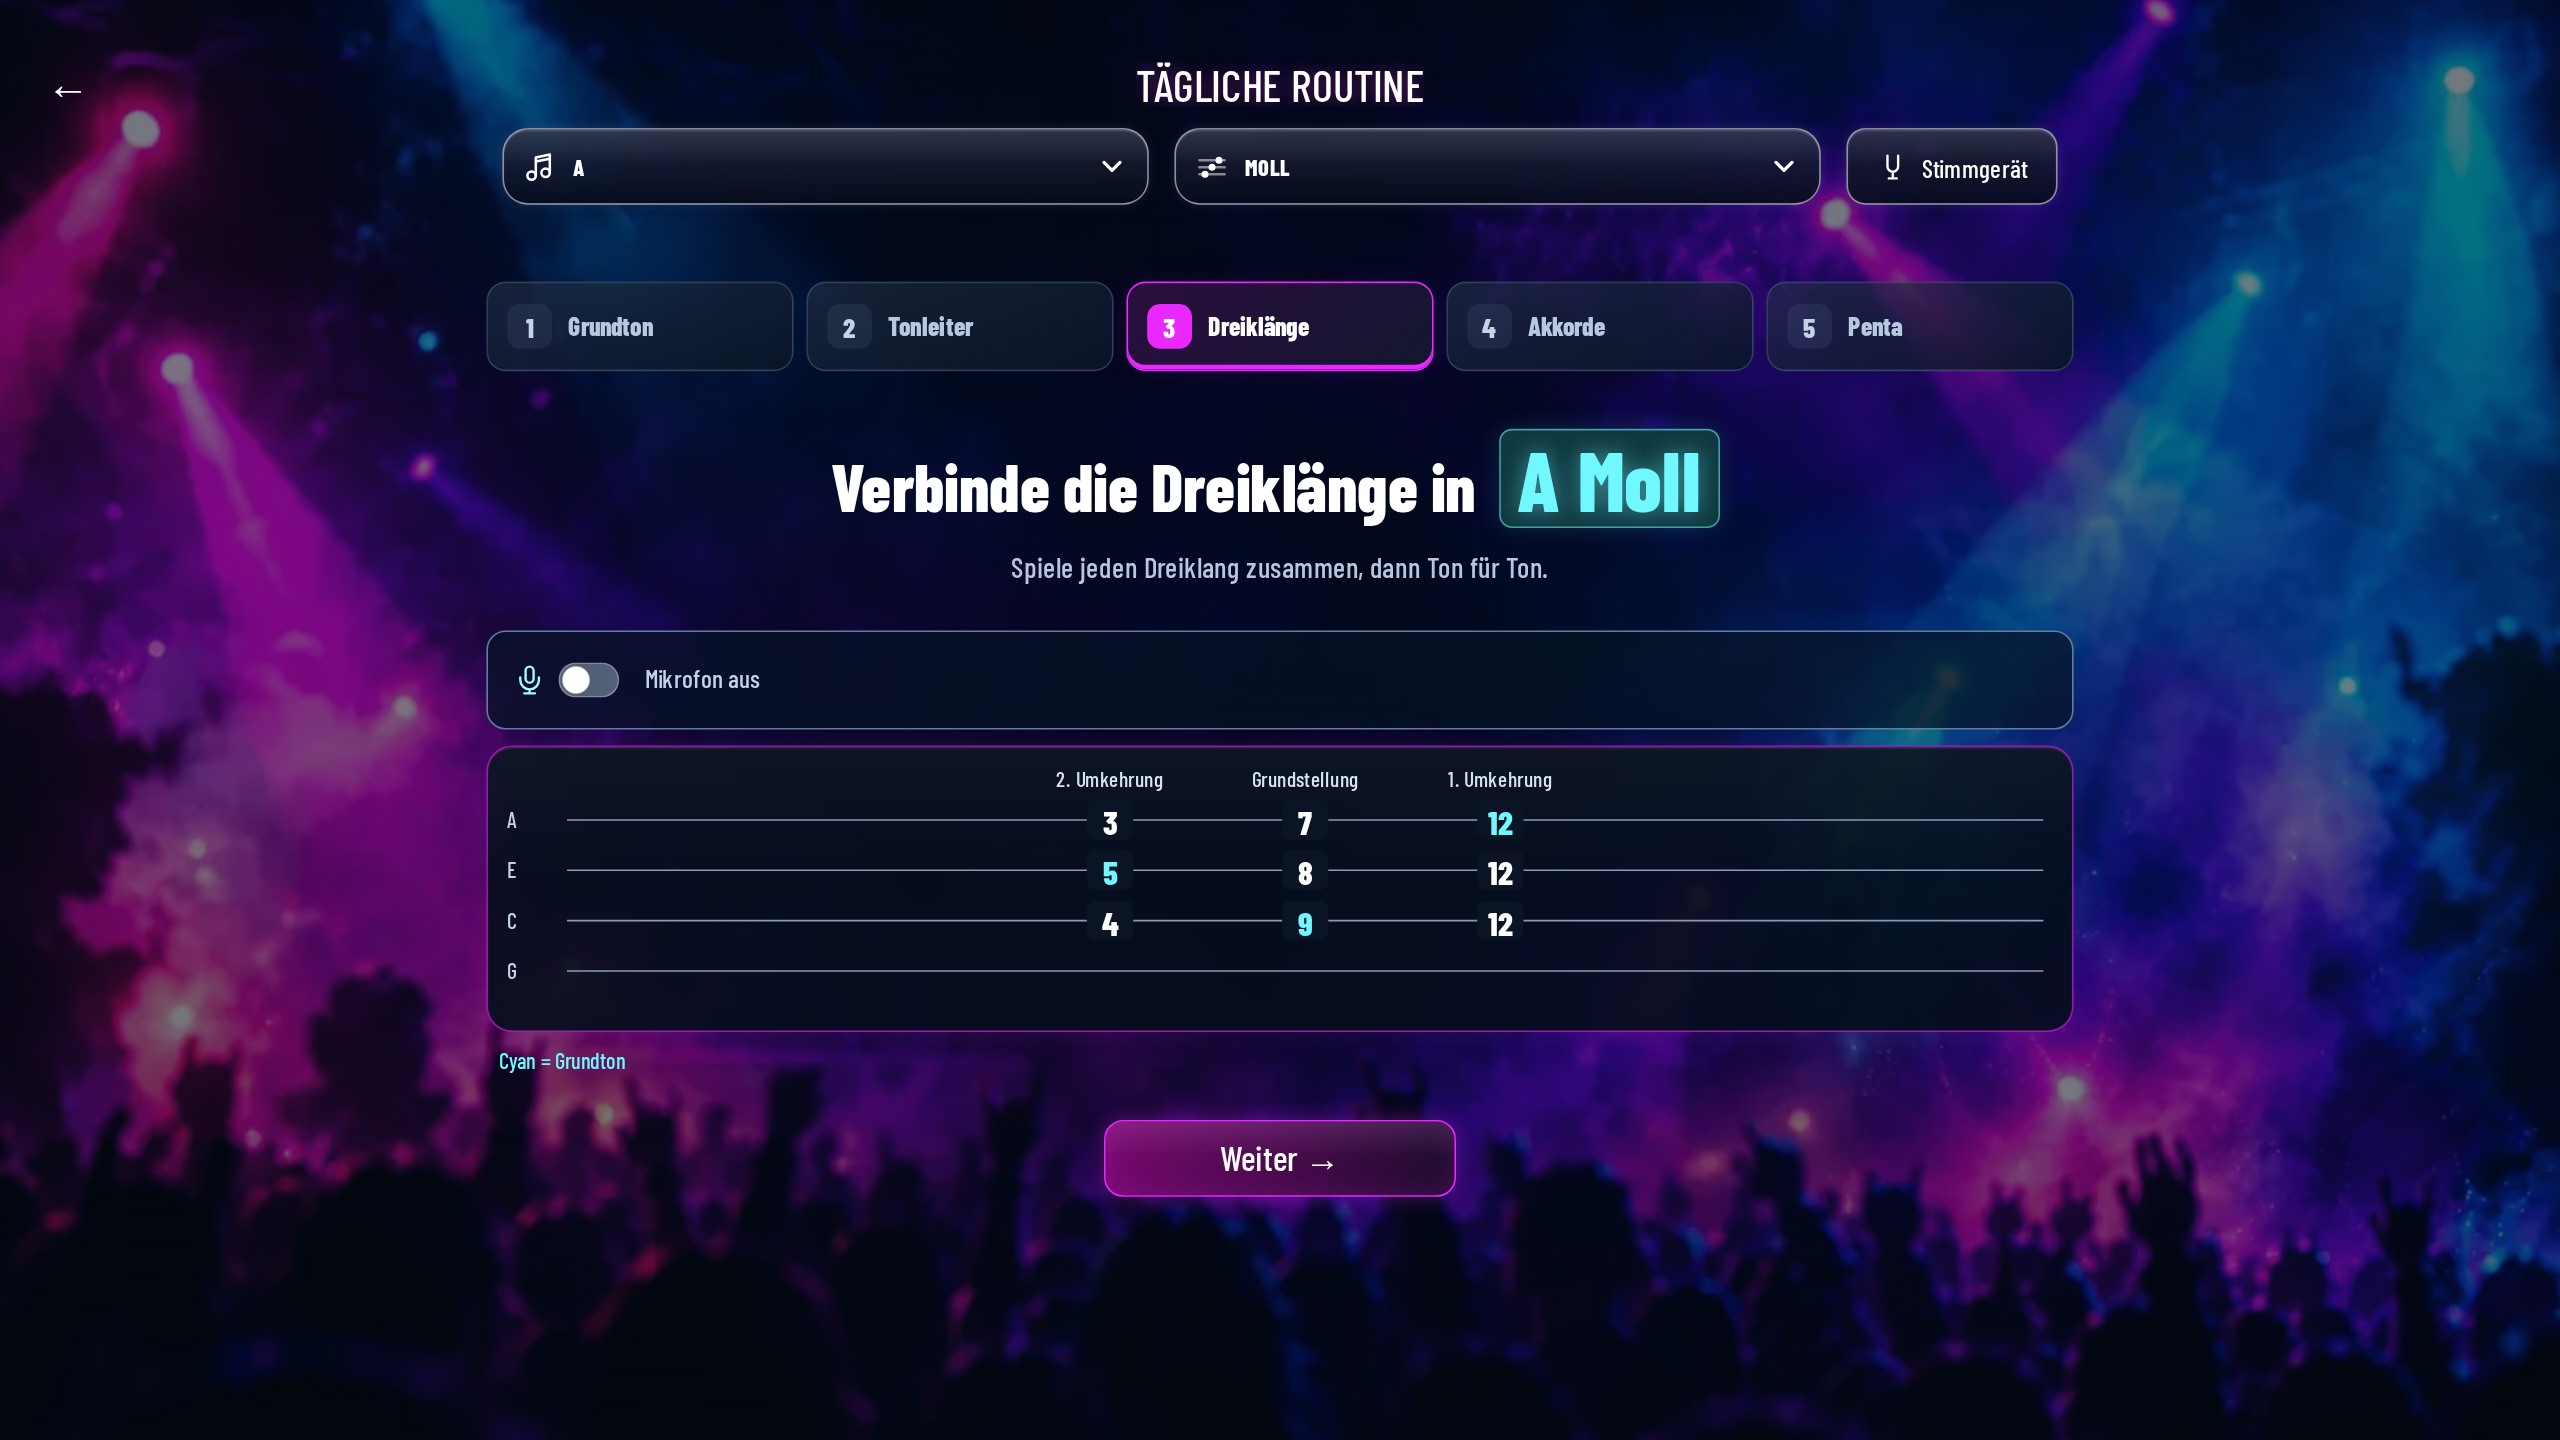 ←
TÄGLICHE ROUTINE
A
MOLL
Stimmgerät
1 Grundton
2 Tonleiter
3 Dreiklänge
4 Akkorde
5 Penta
Verbinde die Dreiklänge in A Moll
Spiele jeden Dreiklang zusammen, dann Ton für Ton.
Mikrofon aus
2. Umkehrung Grundstellung 1. Umkehrung
A 3 7 12
E 5 8 12
C 4 9 12
G
Cyan = Grundton
Weiter →